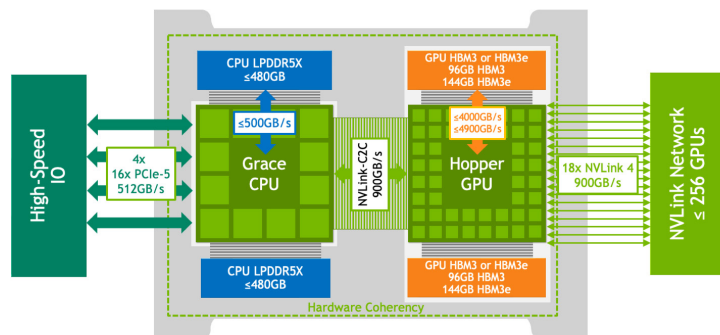 High-Speed
IO
4x
16x PCIe-5
512GB/s
CPU LPDDR5X
≤480GB
≤500GB/s
Grace
CPU
CPU LPDDR5X
≤480GB
NVLink-C2C
900GB/s
GPU HBM3 or HBM3e
96GB HBM3
144GB HBM3e
≤4000GB/s
≤4900GB/s
Hopper
GPU
GPU HBM3 or HBM3e
96GB HBM3
144GB HBM3e
18x NVLink 4
900GB/s
NVLink Network
≤ 256 GPUs
Hardware Coherency